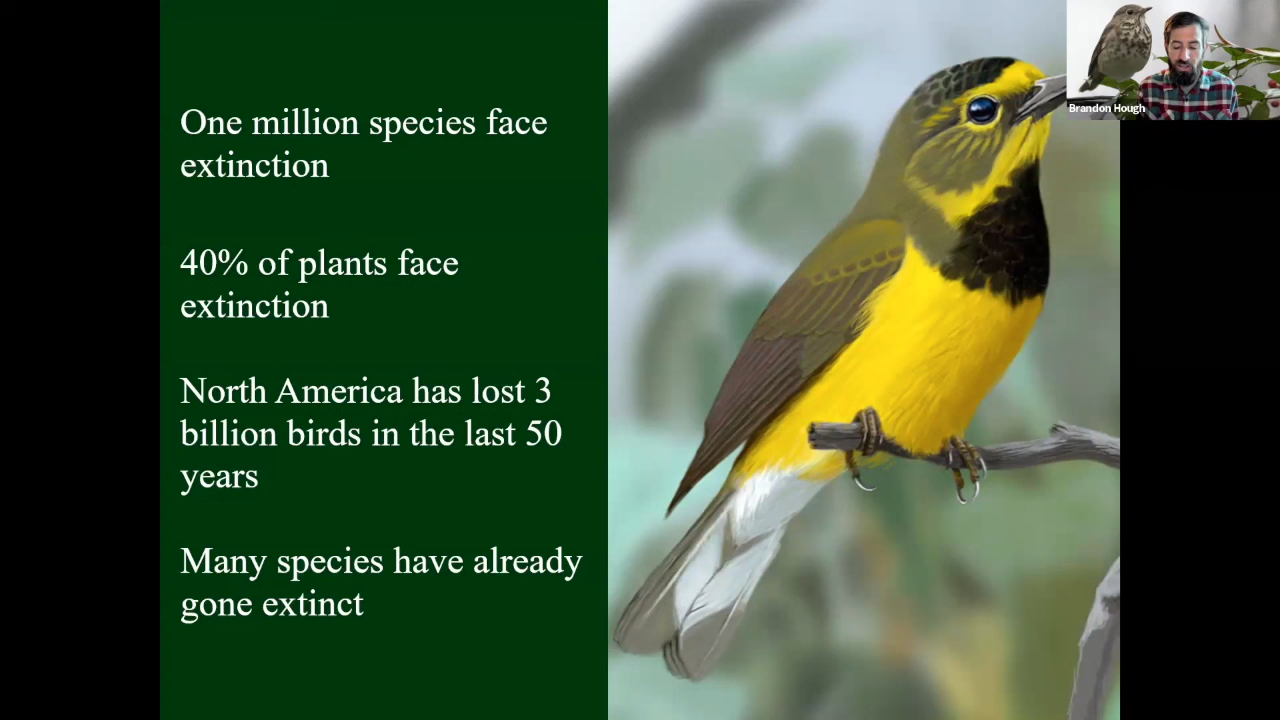 One million species face
extinction
40% of plants face
extinction
North America has lost 3
billion birds in the last 50
years
Many species have already
gone extinct
Brandon Hough